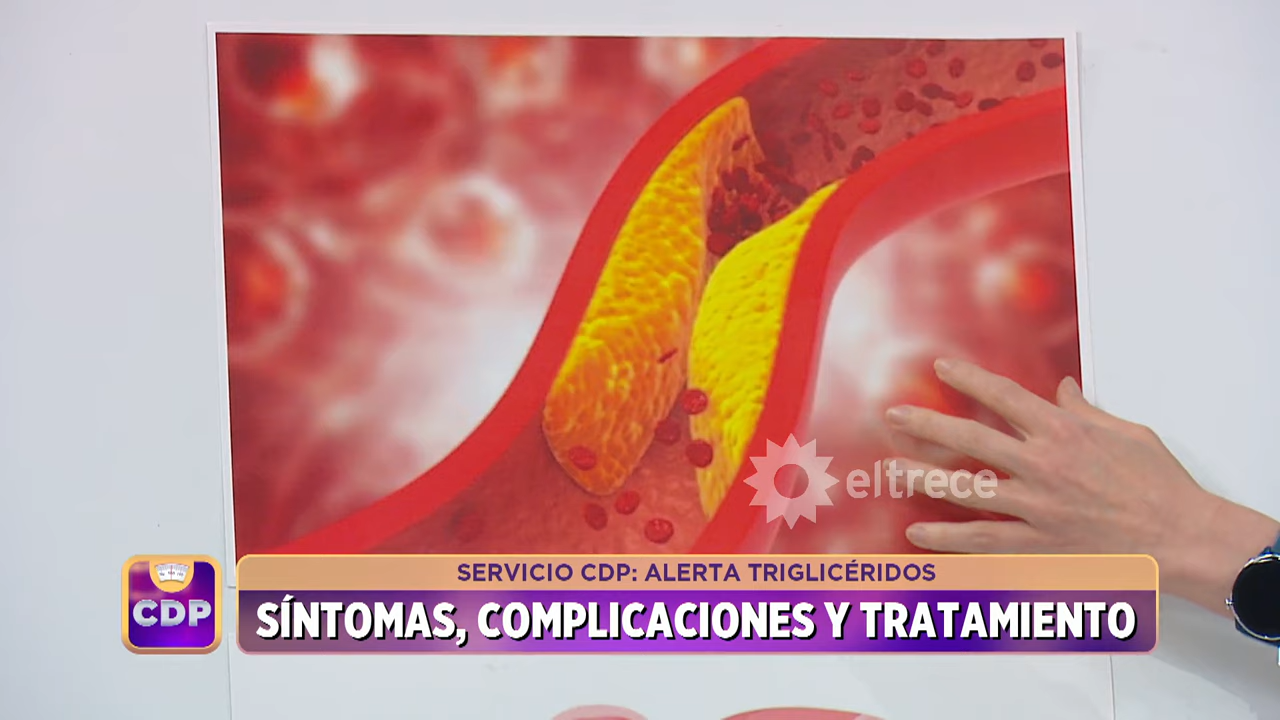 eltrece
SERVICIO CDP: ALERTA TRIGLICÉRIDOS
CDP
SÍNTOMAS, COMPLICACIONES Y TRATAMIENTO